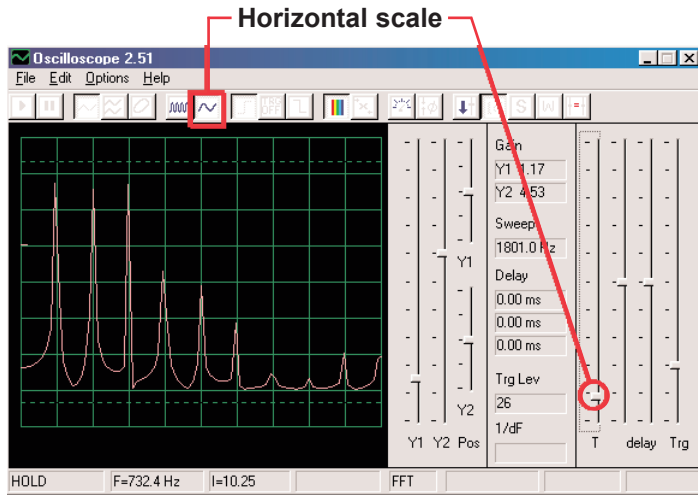 Horizontal scale
Oscilloscope 2.51
File Edit Options Help
TRG OFF
S
W
Gain
Y1 1.17
Y2 4.53
Sweep
1801.0 Hz
Delay
0.00 ms
0.00 ms
0.00 ms
Trg Lev
26
1/dF
Y1
Y2
Y1 Y2 Pos
T delay Trg
HOLD F=732.4 Hz I=10.25 FFT